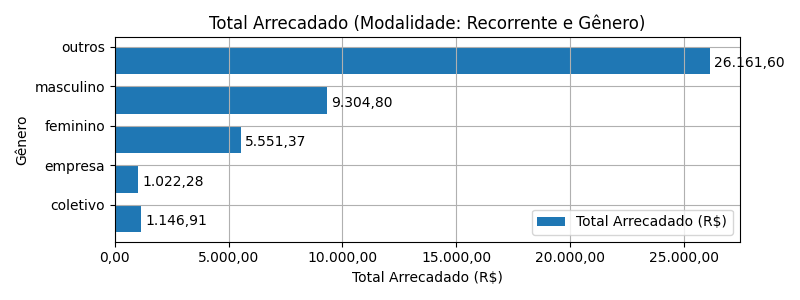 Total Arrecadado (Modalidade: Recorrente e Gênero)
outros
26.161,60
masculino
9.304,80
feminino
5.551,37
empresa
1.022,28
coletivo
1.146,91
Gênero
Total Arrecadado (R$)
0,00
5.000,00
10.000,00
15.000,00
20.000,00
25.000,00
Total Arrecadado (R$)